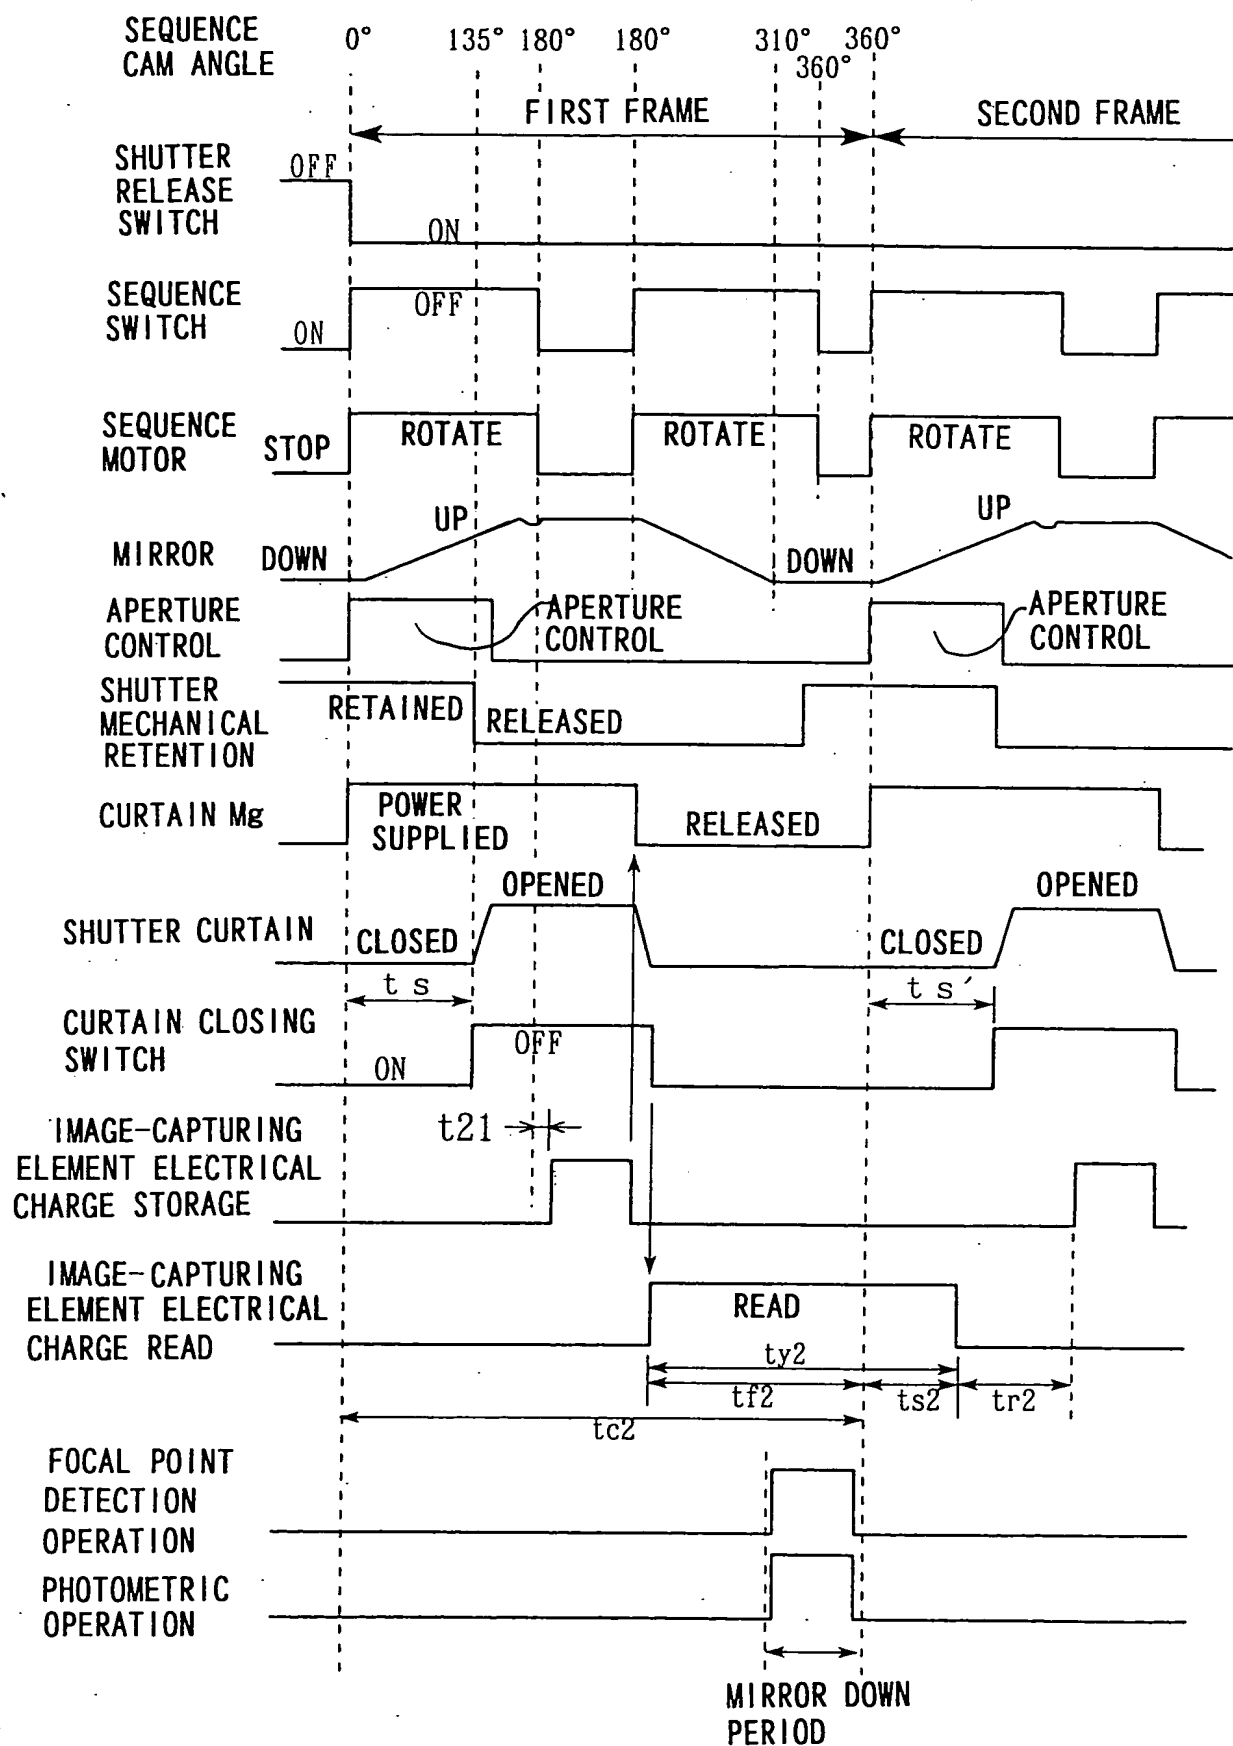 SEQUENCE
CAM ANGLE
0° 135° 180° 180° 310° 360° 360°
FIRST FRAME SECOND FRAME
SHUTTER
RELEASE
SWITCH
OFF
ON
SEQUENCE
SWITCH
ON
OFF
SEQUENCE
MOTOR
STOP ROTATE ROTATE ROTATE
MIRROR DOWN UP DOWN UP
APERTURE
CONTROL
APERTURE
CONTROL
APERTURE
CONTROL
SHUTTER
MECHANICAL
RETENTION
RETAINED RELEASED
CURTAIN Mg
POWER
SUPPLIED
RELEASED
SHUTTER CURTAIN
CLOSED OPENED CLOSED OPENED
ts ts′
CURTAIN CLOSING
SWITCH
ON OFF
t21
IMAGE-CAPTURING
ELEMENT ELECTRICAL
CHARGE STORAGE
IMAGE-CAPTURING
ELEMENT ELECTRICAL
CHARGE READ
READ
ty2
tf2 ts2 tr2
tc2
FOCAL POINT
DETECTION
OPERATION
PHOTOMETRIC
OPERATION
MIRROR DOWN
PERIOD